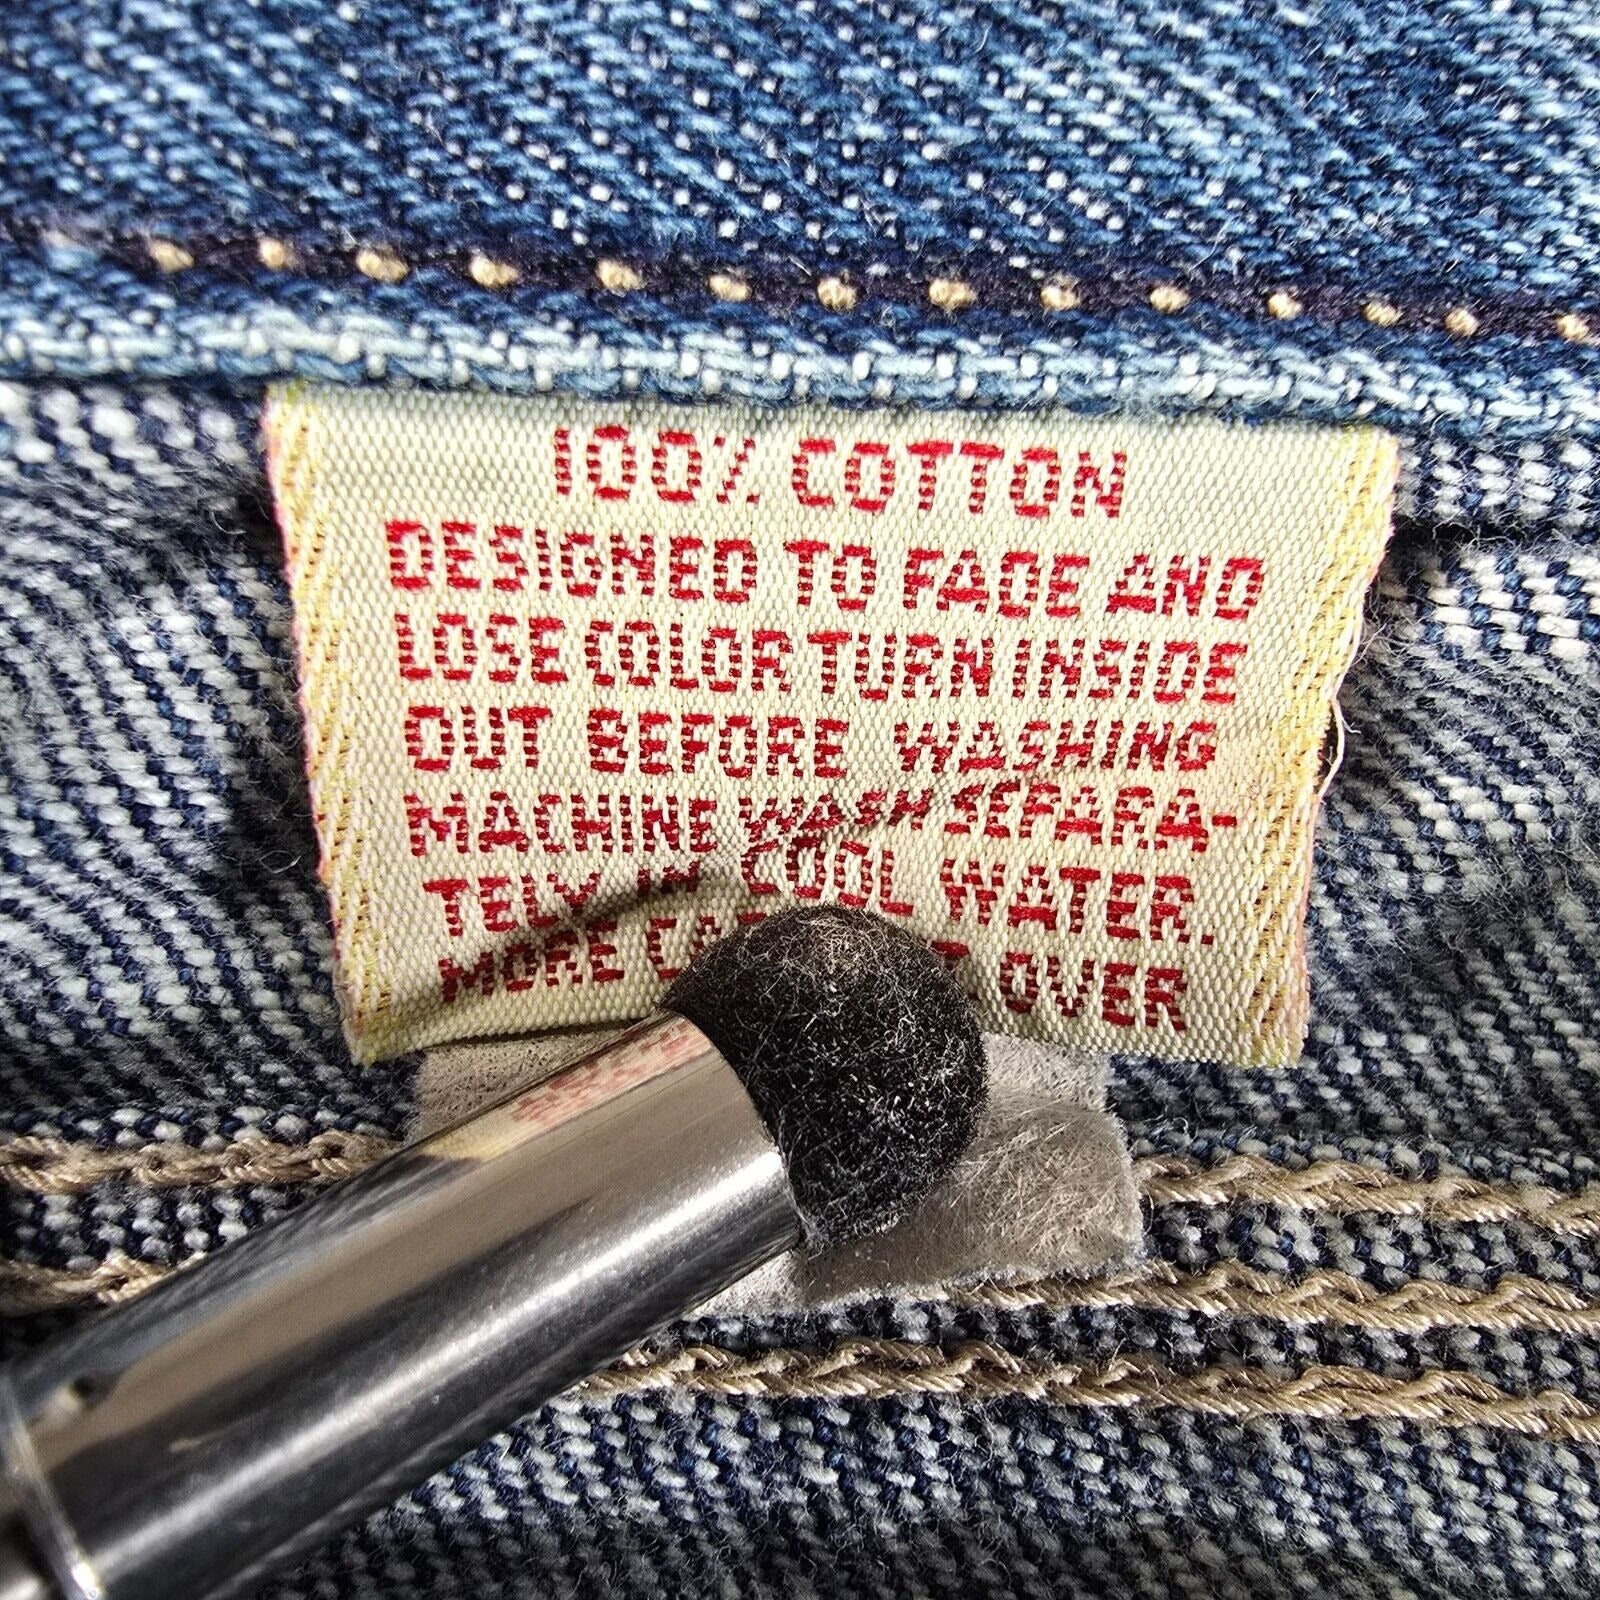 100% COTTON
DESIGNED TO FADE AND
LOSE COLOR TURN INSIDE
OUT BEFORE WASHING
MACHINE WASH SEPARA-
TELY IN COOL WATER.
MORE OVER